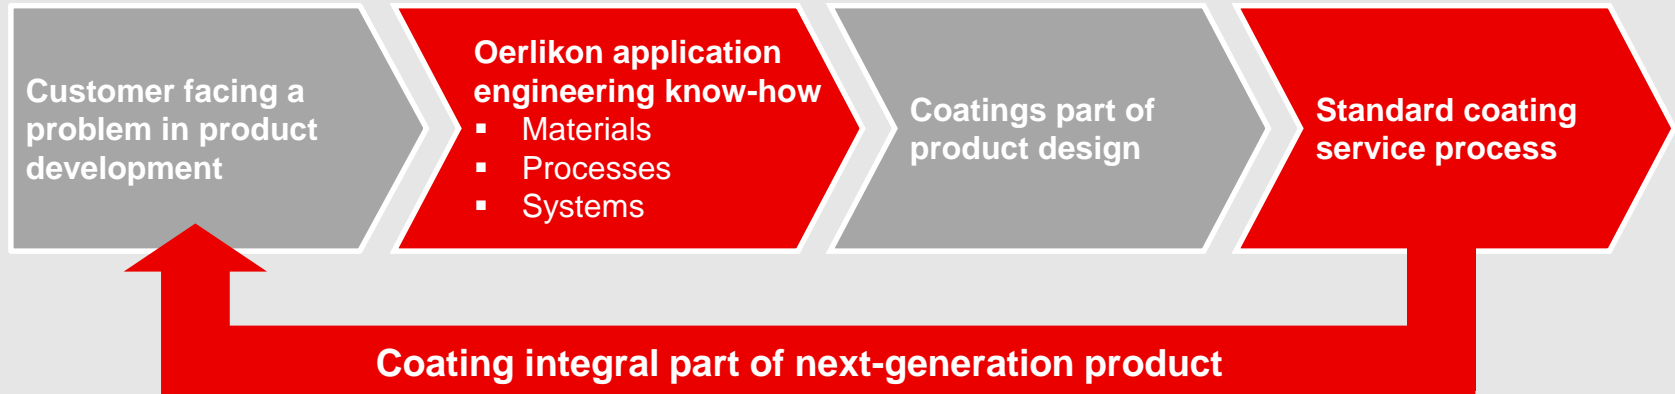 Customer facing a
problem in product
development
Oerlikon application
engineering know-how
▪ Materials
▪ Processes
▪ Systems
Coatings part of
product design
Standard coating
service process
Coating integral part of next-generation product